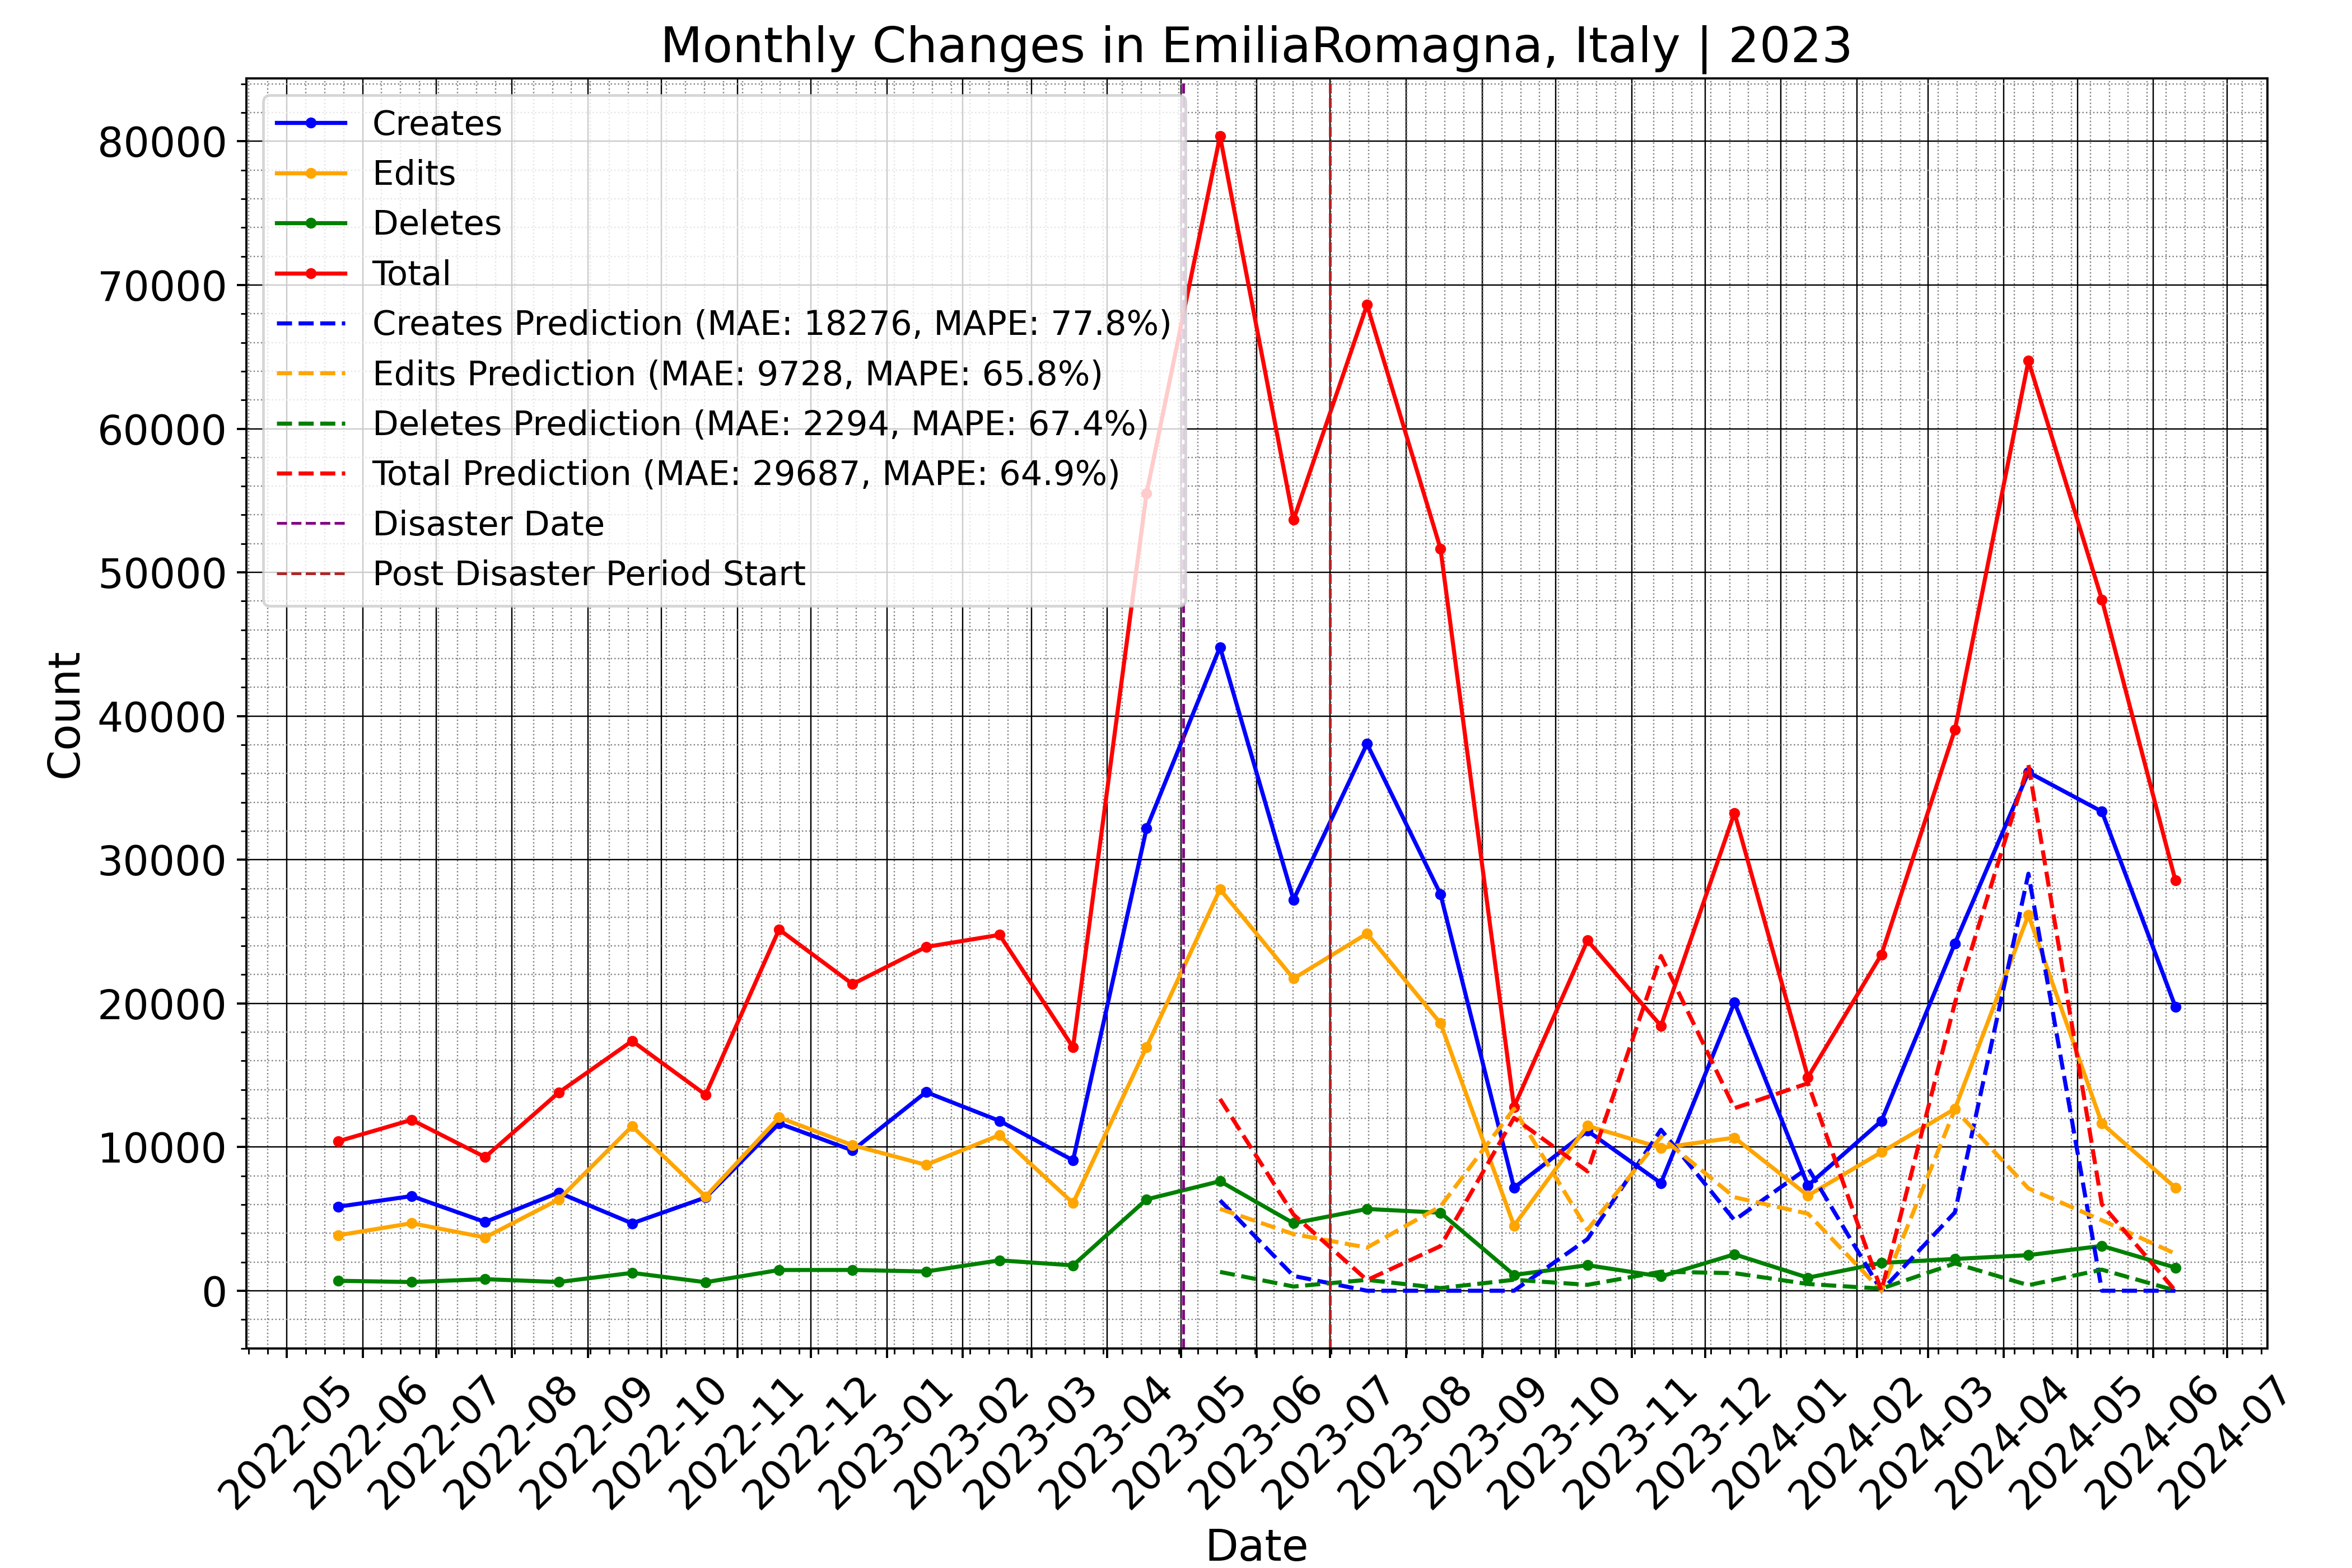 Monthly Changes in EmiliaRomagna, Italy | 2023
Creates
Edits
Deletes
Total
Creates Prediction (MAE: 18276, MAPE: 77.8%)
Edits Prediction (MAE: 9728, MAPE: 65.8%)
Deletes Prediction (MAE: 2294, MAPE: 67.4%)
Total Prediction (MAE: 29687, MAPE: 64.9%)
Disaster Date
Post Disaster Period Start
80000
70000
60000
50000
40000
30000
20000
10000
0
Count
2022-05
2022-06
2022-07
2022-08
2022-09
2022-10
2022-11
2022-12
2023-01
2023-02
2023-03
2023-04
2023-05
2023-06
2023-07
2023-08
2023-09
2023-10
2023-11
2023-12
2024-01
2024-02
2024-03
2024-04
2024-05
2024-06
2024-07
Date